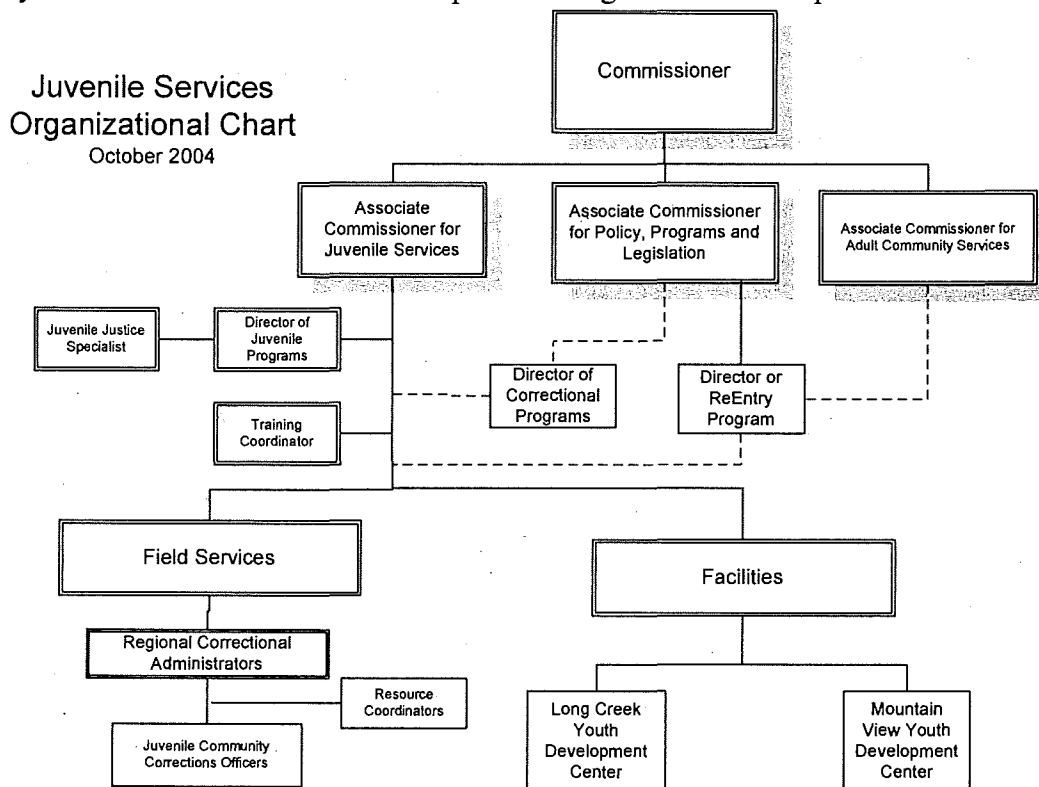 Juvenile Services
Organizational Chart
October 2004
Commissioner
Associate
Commissioner for
Juvenile Services
Associate Commissioner
for Policy, Programs and
Legislation
Associate Commissioner for
Adult Community Services
Juvenile Justice
Specialist
Director of
Juvenile
Programs
Director of
Correctional
Programs
Director or
ReEntry
Program
Training
Coordinator
Field Services
Facilities
Regional Correctional
Administrators
Resource
Coordinators
Juvenile Community
Corrections Officers
Long Creek
Youth
Development
Center
Mountain
View Youth
Development
Center